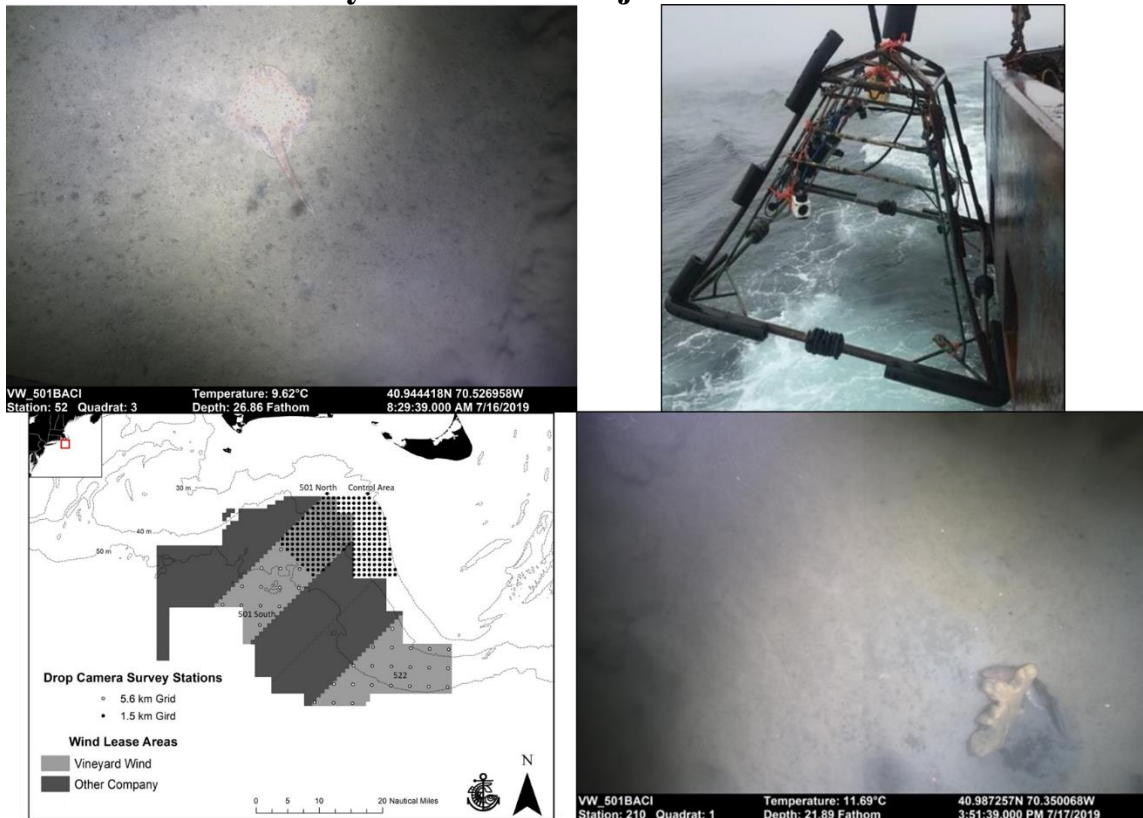 VW_501BACI Temperature: 9.62°C 40.944418N 70.526958W
Station: 52 Quadrat: 3 Depth: 26.86 Fathom 8:29:39.000 AM 7/16/2019
30 m
501 North Control Area
40 m
50 m
501 South
522
Drop Camera Survey Stations
5.6 km Grid
1.5 km Gird
Wind Lease Areas
Vineyard Wind
Other Company
N
0 5 10 20 Nautical Miles
VW_501BACI Temperature: 11.69°C 40.987257N 70.350068W
Station: 210 Quadrat: 1 Depth: 21.89 Fathom 3:51:39.000 PM 7/17/2019